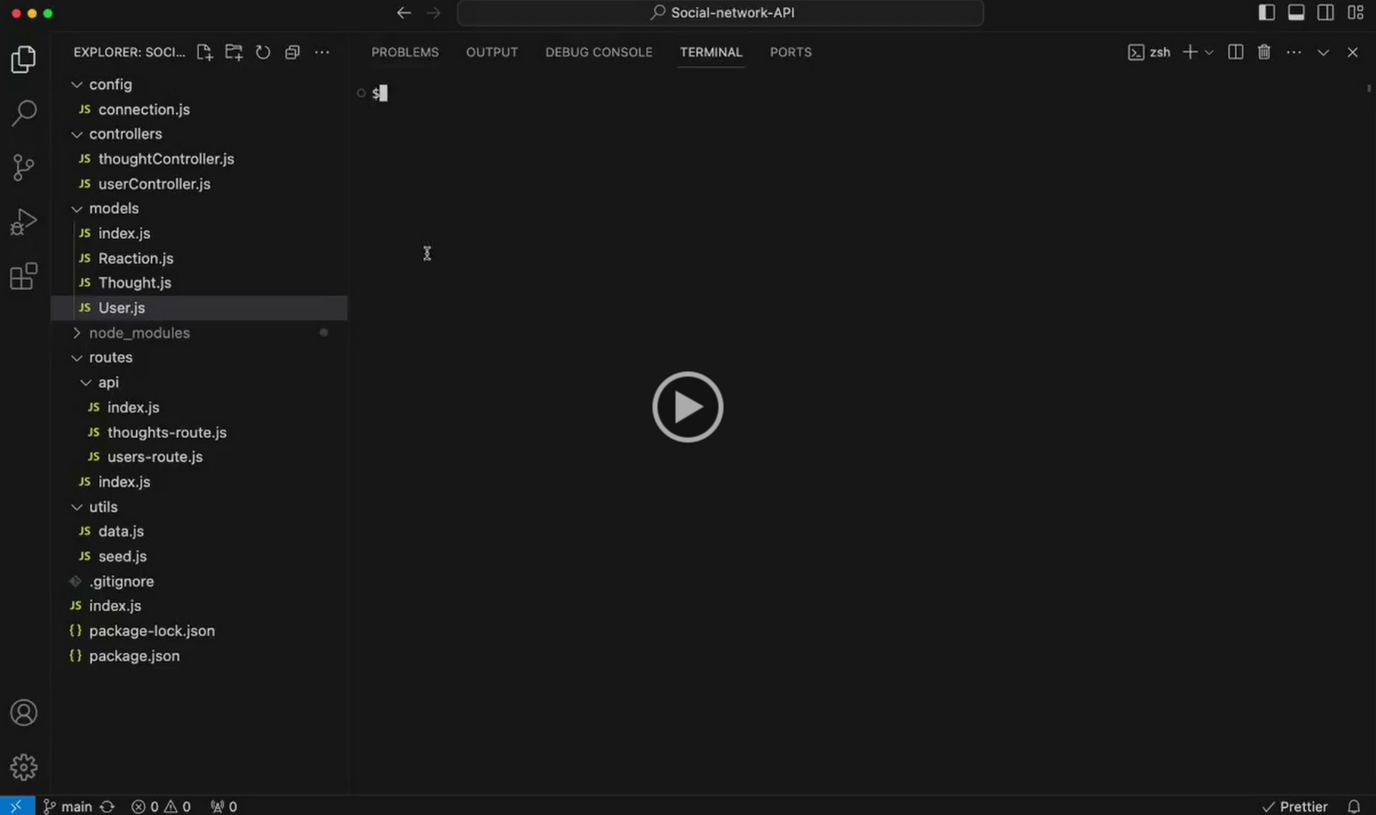 Social-network-API
EXPLORER: SOCI...
PROBLEMS OUTPUT DEBUG CONSOLE TERMINAL PORTS
zsh
config
$
JS connection.js
controllers
JS thoughtController.js
JS userController.js
models
JS index.js
JS Reaction.js
JS Thought.js
JS User.js
node_modules
routes
api
JS index.js
JS thoughts-route.js
JS users-route.js
JS index.js
utils
JS data.js
JS seed.js
.gitignore
JS index.js
{} package-lock.json
{} package.json
main 0 0 0
Prettier